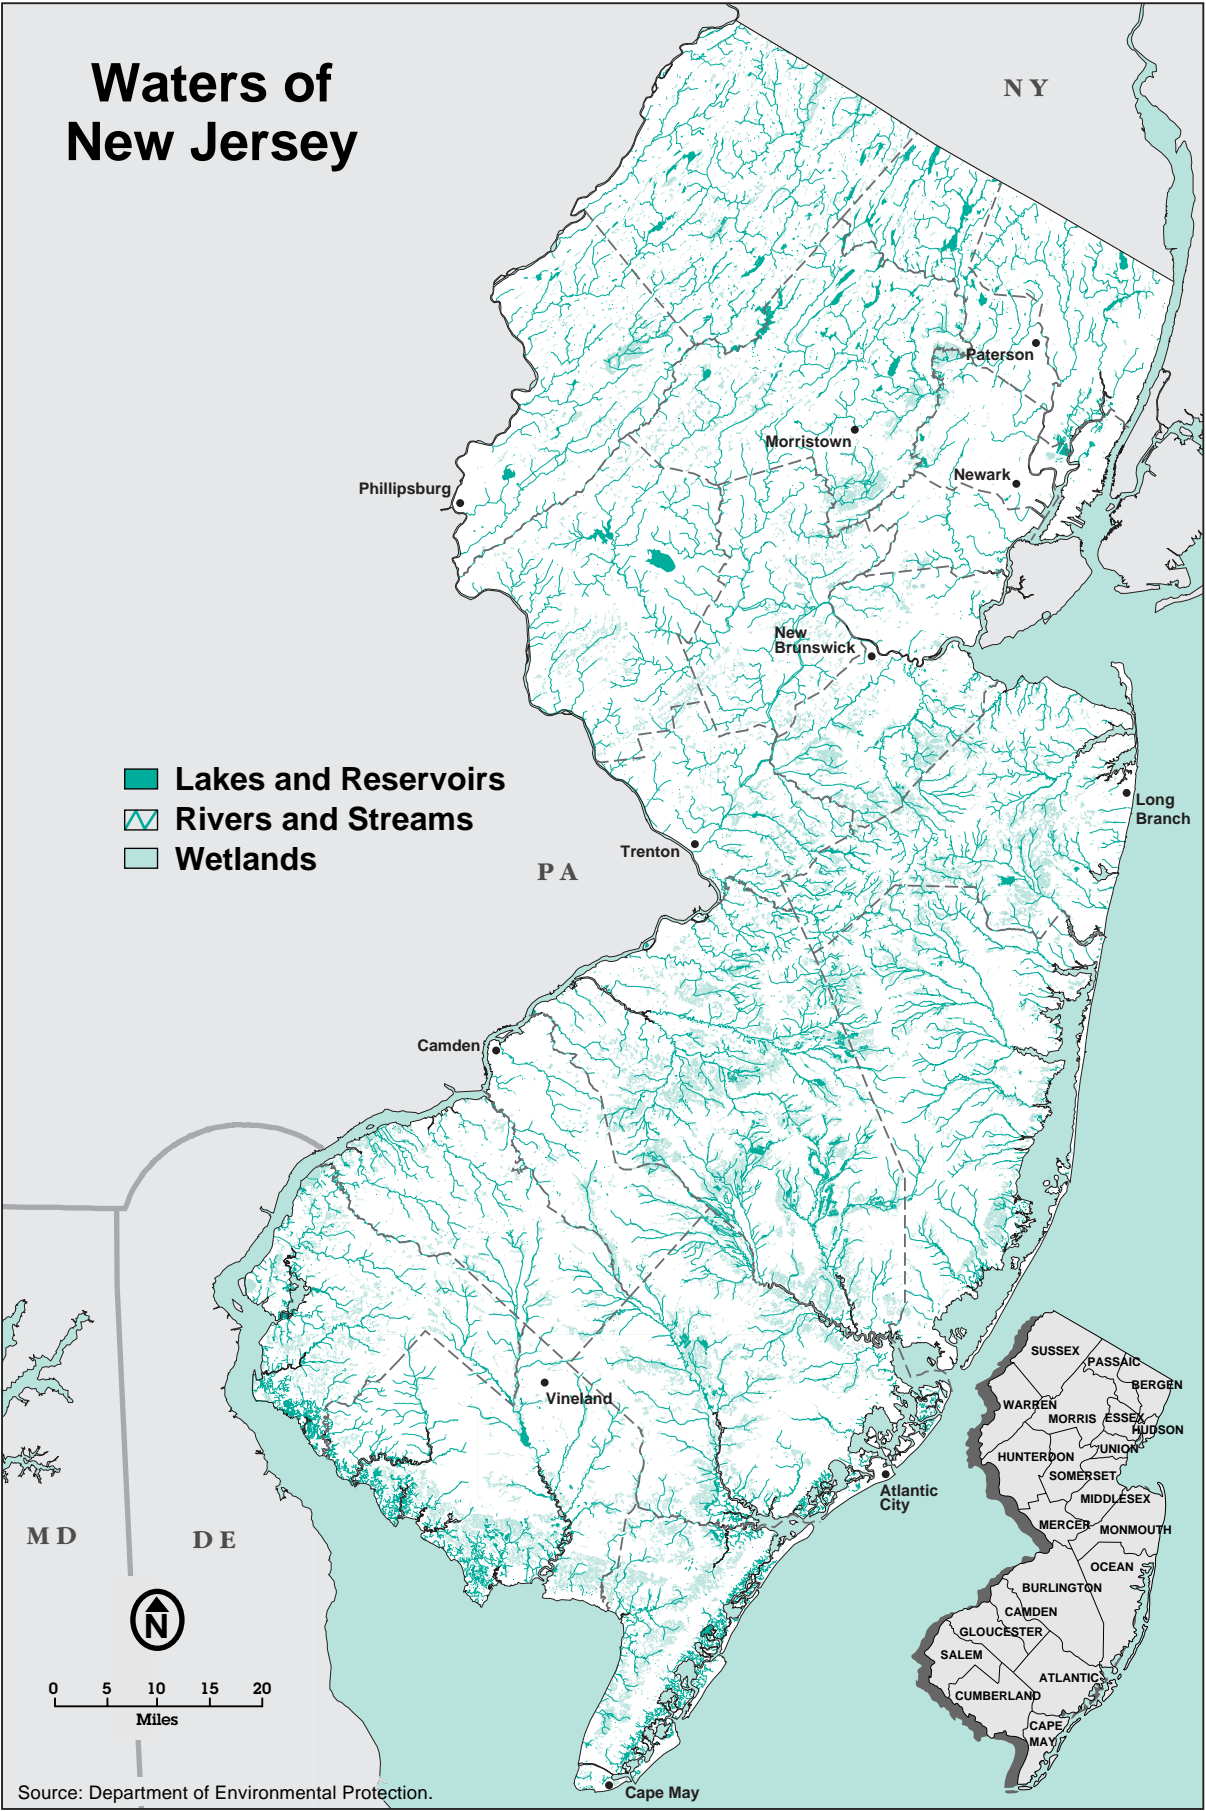 Waters of
New Jersey
NY
Paterson
Morristown
Newark
Phillipsburg
New
Brunswick
Lakes and Reservoirs
Rivers and Streams
Wetlands
Long
Branch
Trenton
PA
Camden
Vineland
Atlantic
City
MD
DE
N
0 5 10 15 20
Miles
Cape May
Source: Department of Environmental Protection.
SUSSEX
PASSAIC
BERGEN
WARREN
MORRIS
ESSEX
HUDSON
HUNTERDON
UNION
SOMERSET
MIDDLESEX
MERCER
MONMOUTH
OCEAN
BURLINGTON
CAMDEN
GLOUCESTER
SALEM
ATLANTIC
CUMBERLAND
CAPE
MAY